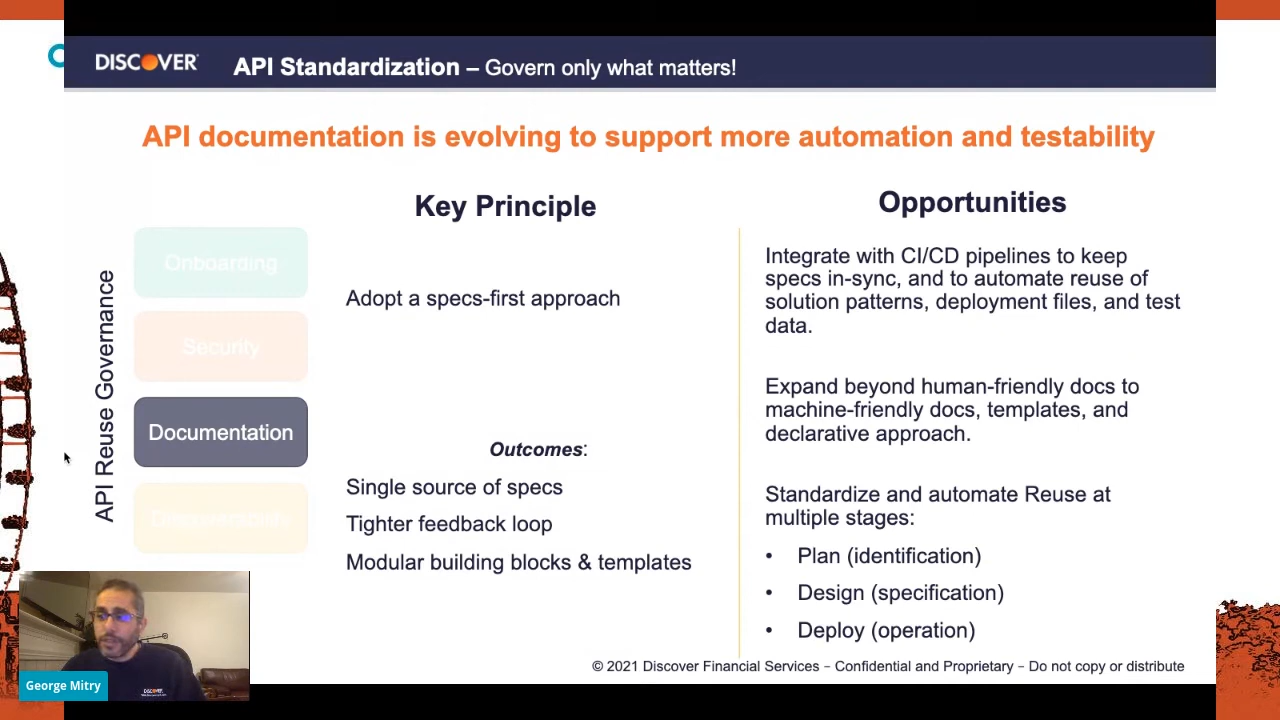 DISCOVER
API Standardization – Govern only what matters!
API documentation is evolving to support more automation and testability
Key Principle
Opportunities
API Reuse Governance
Onboarding
Security
Documentation
Discoverability
Adopt a specs-first approach
Outcomes:
Single source of specs
Tighter feedback loop
Modular building blocks & templates
Integrate with CI/CD pipelines to keep
specs in-sync, and to automate reuse of
solution patterns, deployment files, and test
data.
Expand beyond human-friendly docs to
machine-friendly docs, templates, and
declarative approach.
Standardize and automate Reuse at
multiple stages:
• Plan (identification)
• Design (specification)
• Deploy (operation)
© 2021 Discover Financial Services – Confidential and Proprietary – Do not copy or distribute
George Mitry
DISCOVER